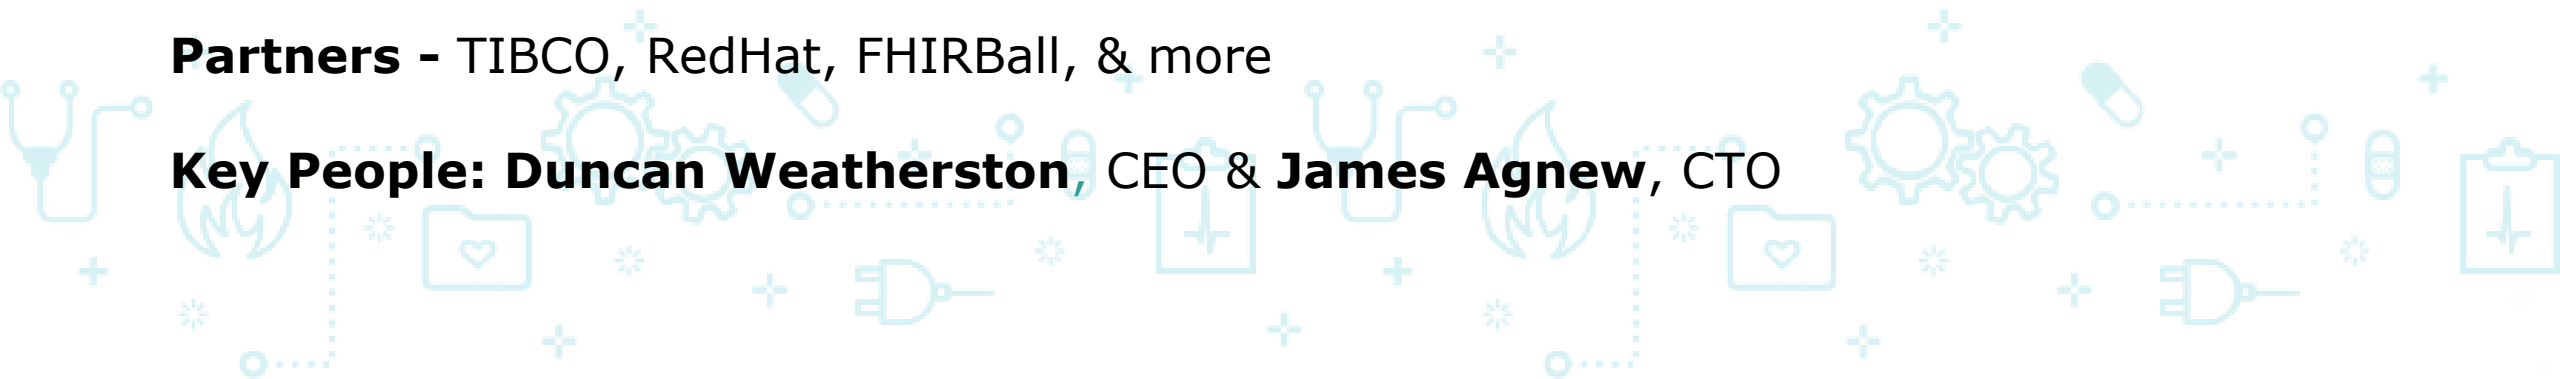 Partners - TIBCO, RedHat, FHIRBall, & more
Key People: Duncan Weatherston, CEO & James Agnew, CTO